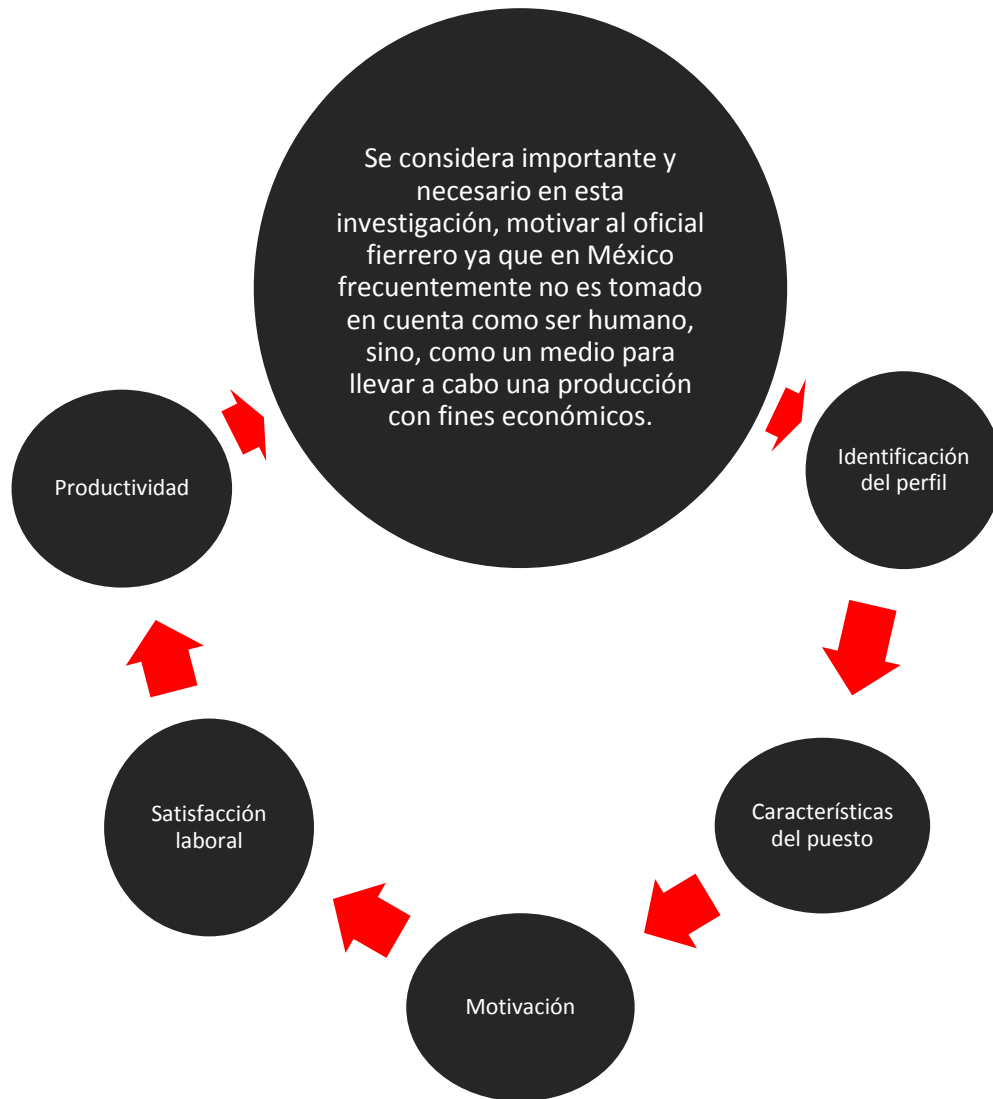 Se considera importante y
necesario en esta
investigación, motivar al oficial
fierrero ya que en México
frecuentemente no es tomado
en cuenta como ser humano,
sino, como un medio para
llevar a cabo una producción
con fines económicos.
Identificación
del perfil
Característísticas
del puesto
Motivación
Satisfacción
laboral
Productividad